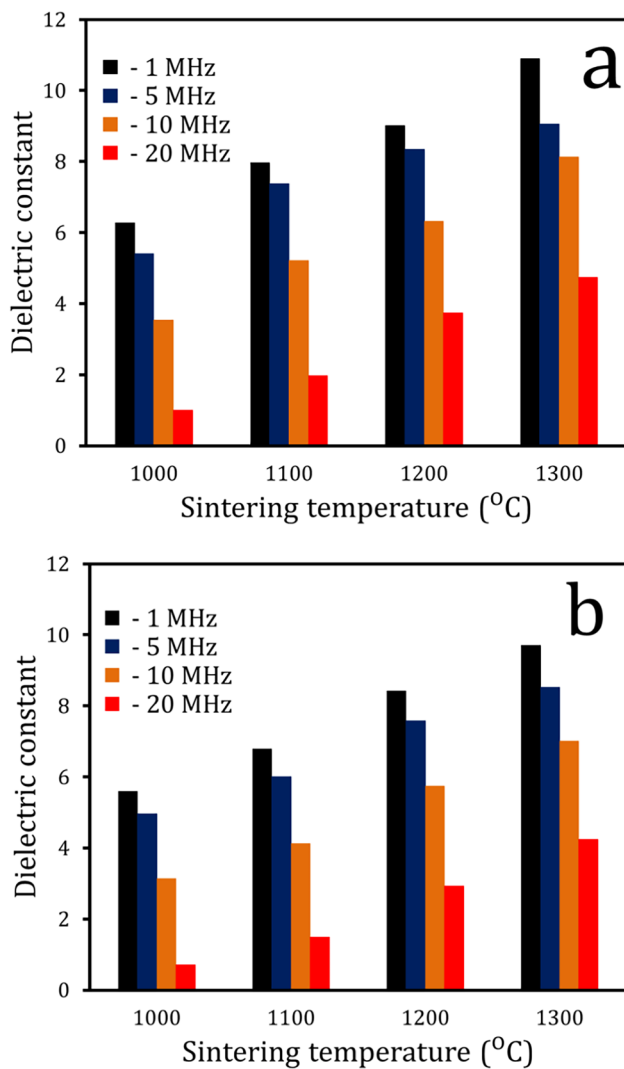 12
a
- 1 MHz
10
- 5 MHz
- 10 MHz
8
- 20 MHz
6
4
2
0
Dielectric constant
1000 1100 1200 1300
Sintering temperature (⁰C)
12
b
- 1 MHz
10
- 5 MHz
- 10 MHz
8
- 20 MHz
6
4
2
0
Dielectric constant
1000 1100 1200 1300
Sintering temperature (⁰C)